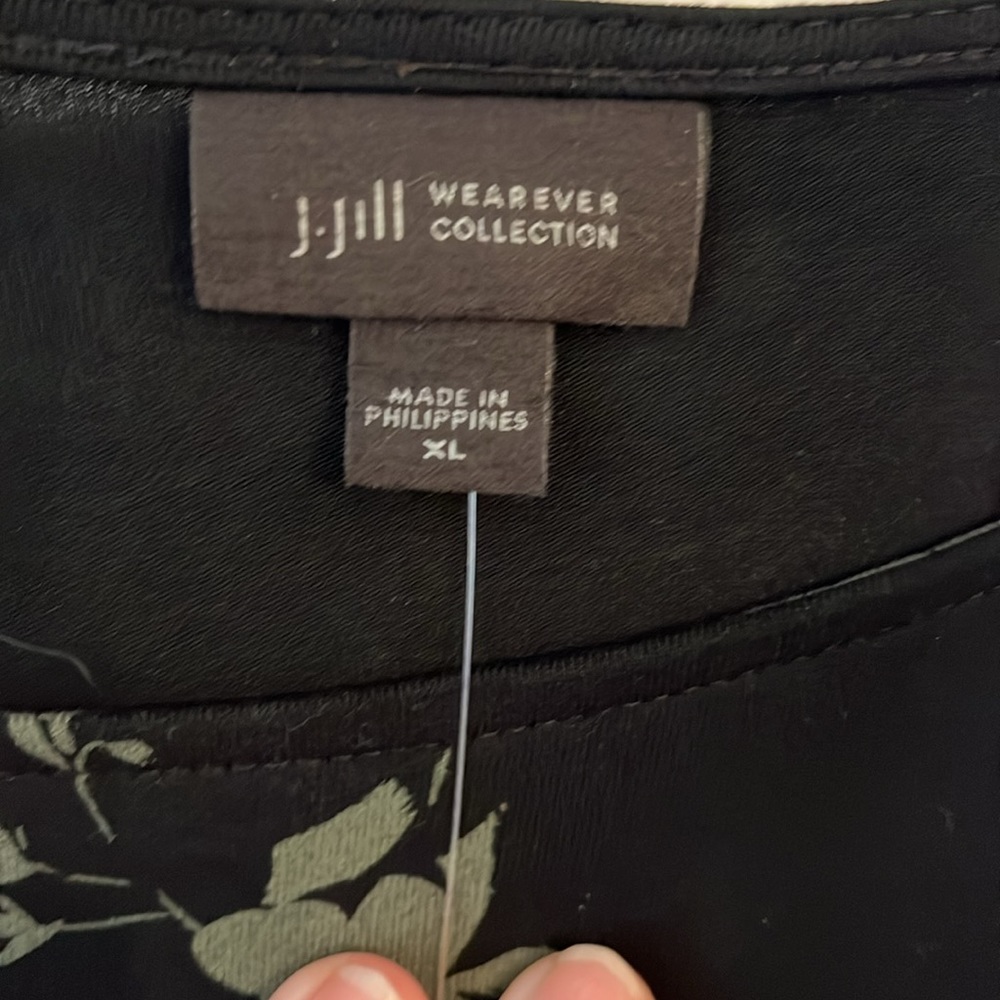 J.Jill WEAREVER
COLLECTION
MADE IN
PHILIPPINES
XL